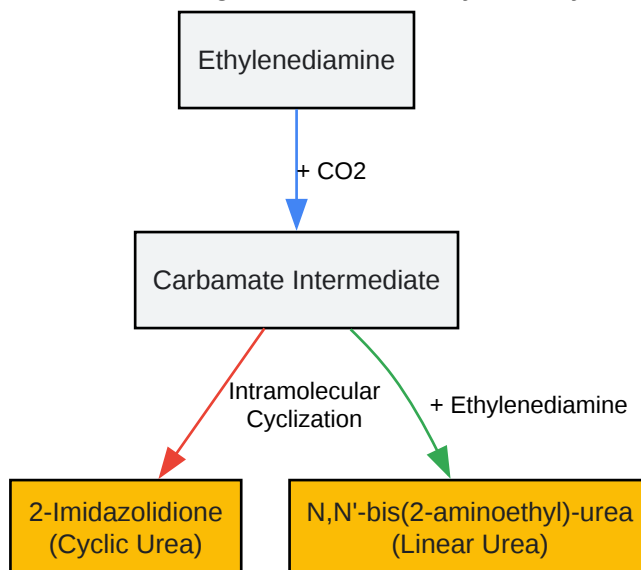 Ethylenediamine
+ CO2
Carbamate Intermediate
Intramolecular
Cyclization
+ Ethylenediamine
2-Imidazolidione
(Cyclic Urea)
N,N'-bis(2-aminoethyl)-urea
(Linear Urea)